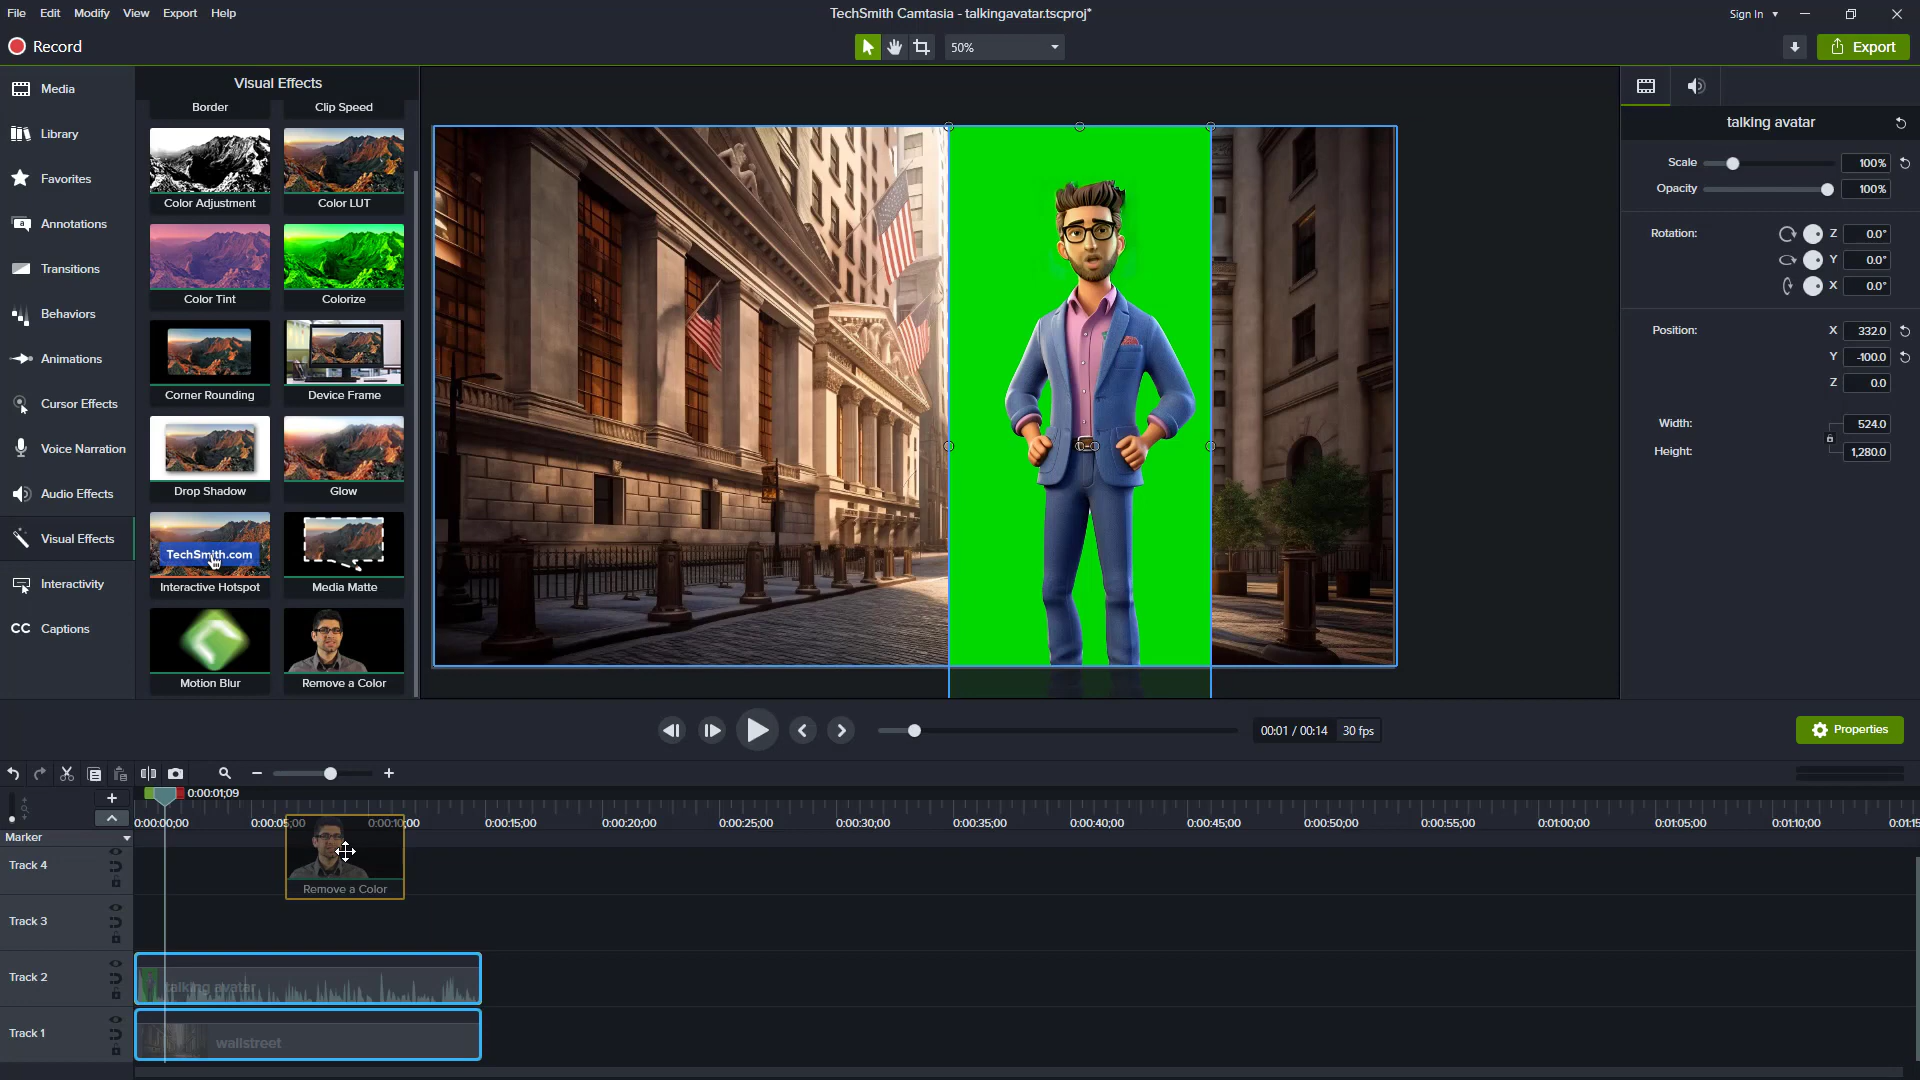 File Edit Modify View Export Help
TechSmith Camtasia - talkingavatar.tscproj*
Sign In
Record
50%
Export
Media
Library
Favorites
Annotations
Transitions
Behaviors
Animations
Cursor Effects
Voice Narration
Audio Effects
Visual Effects
Interactivity
CC Captions
Visual Effects
Border Clip Speed
Color Adjustment Color LUT
Color Tint Colorize
Corner Rounding Device Frame
Drop Shadow Glow
TechSmith.com
Interactive Hotspot Media Matte
Motion Blur Remove a Color
talking avatar
Scale 100%
Opacity 100%
Rotation: Z 0.0°
Y 0.0°
X 0.0°
Position: X 332.0
Y -100.0
Z 0.0
Width: 524.0
Height: 1,280.0
00:01 / 00:14 30 fps
Properties
0:00:01;09
0:00:00;00 0:00:05;00 0:00:10;00 0:00:15;00 0:00:20;00 0:00:25;00 0:00:30;00 0:00:35;00 0:00:40;00 0:00:45;00 0:00:50;00 0:00:55;00 0:01:00;00 0:01:05;00 0:01:10;00 0:01:15
Marker
Track 4
Remove a Color
Track 3
Track 2
talking avatar
Track 1
wallstreet